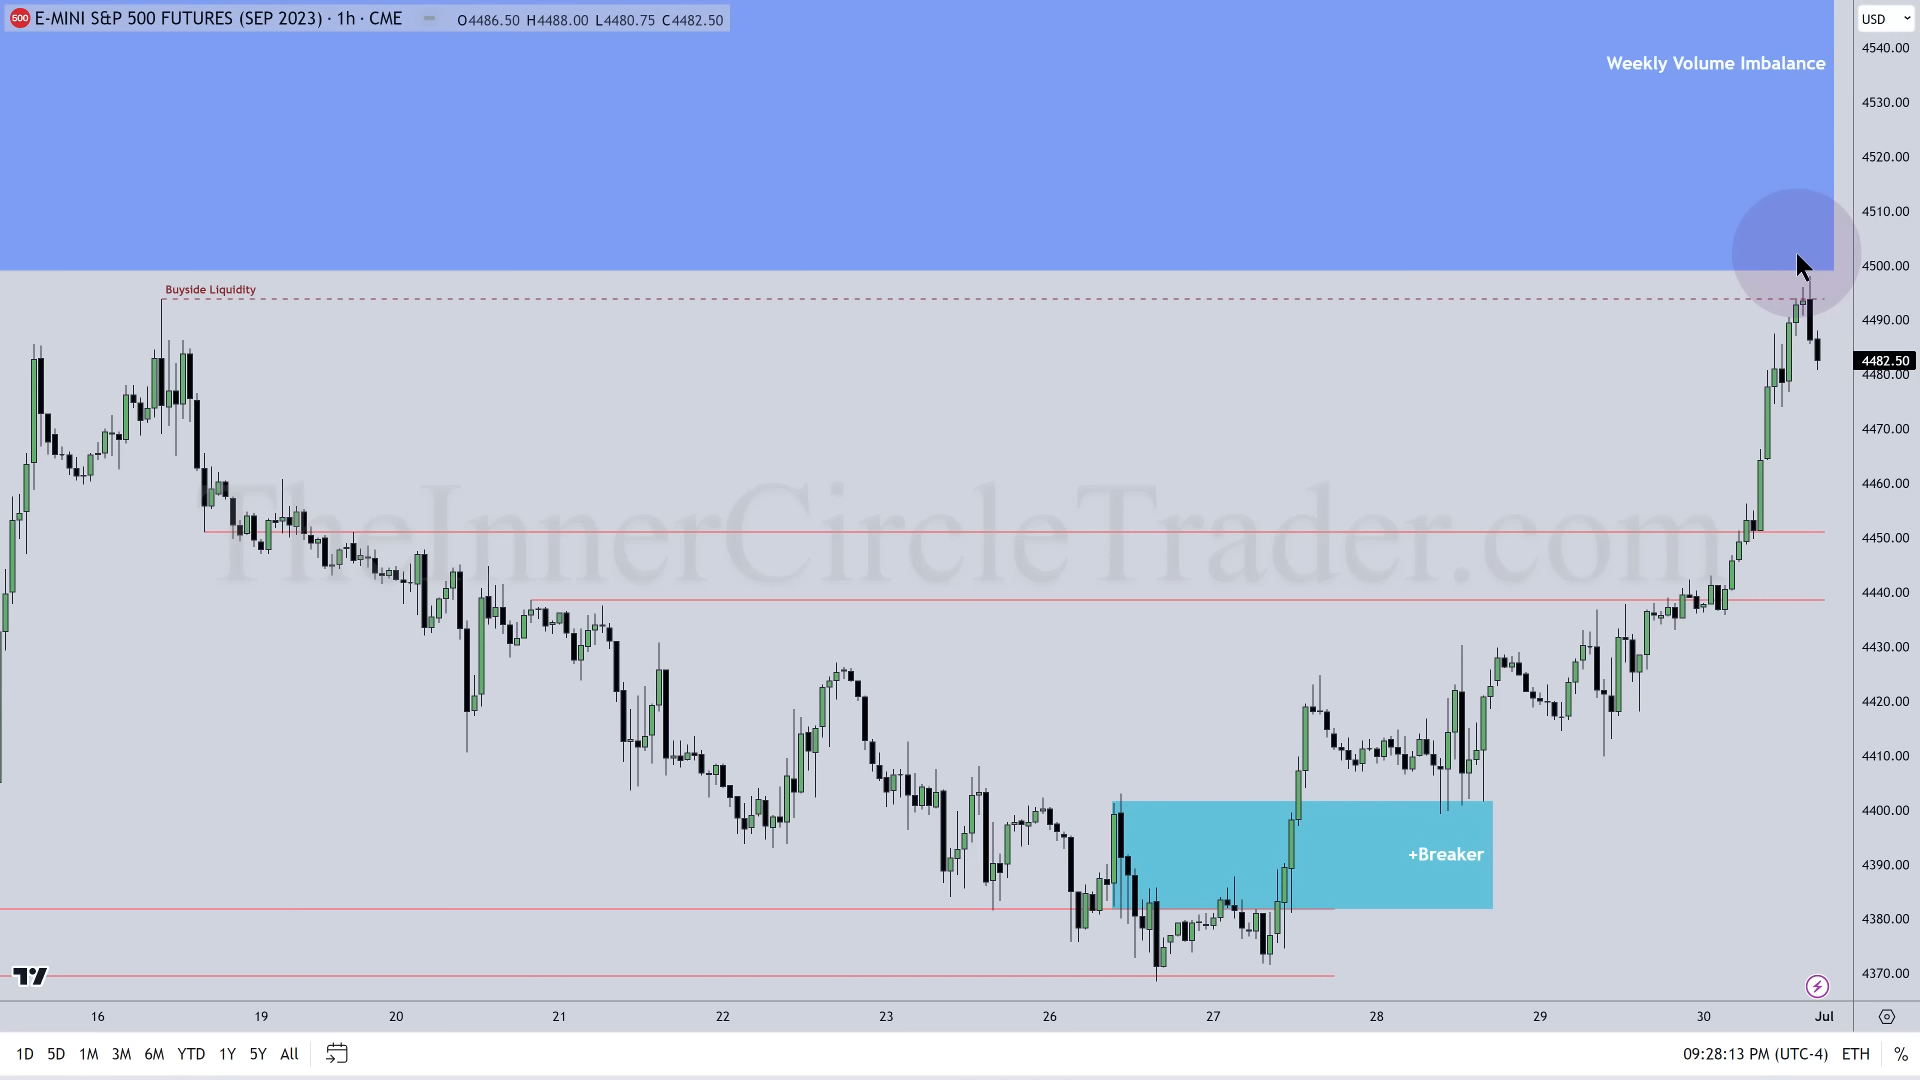 500 E-MINI S&P 500 FUTURES (SEP 2023) · 1h · CME O4486.50 H4488.00 L4480.75 C4482.50
USD
4540.00
Weekly Volume Imbalance
4530.00
4520.00
4510.00
4500.00
Buyside Liquidity
4490.00
4482.50
4480.00
4470.00
4460.00
TheInnerCircleTrader.com
4450.00
4440.00
4430.00
4420.00
4410.00
4400.00
+Breaker
4390.00
4380.00
4370.00
16 19 20 21 22 23 26 27 28 29 30 Jul
1D 5D 1M 3M 6M YTD 1Y 5Y All 09:28:13 PM (UTC-4) ETH %